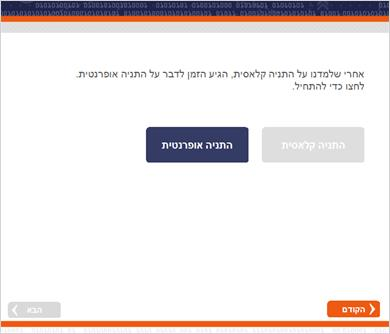 אחרי שלמדנו על התניה קלאסית, הגיע הזמן לדבר על התניה אופרנטית.
לחצו כדי להתחיל.
התניה קלאסית
התניה אופרנטית
הקודם
הבא